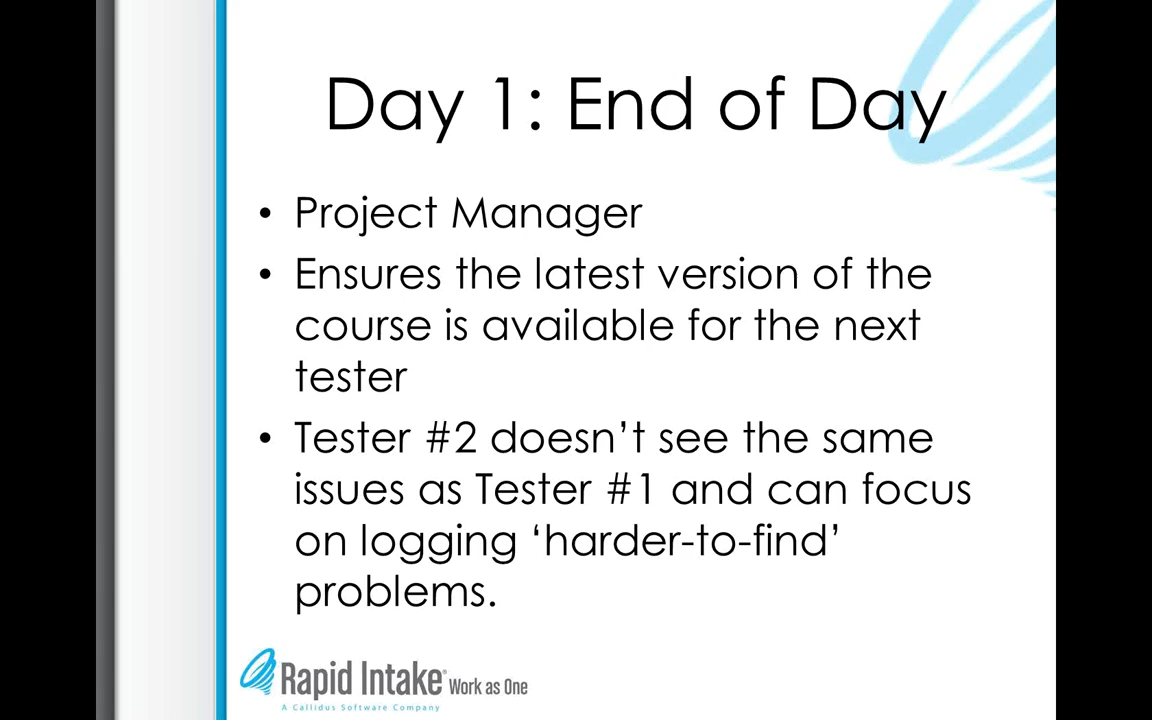 Day 1: End of Day
• Project Manager
• Ensures the latest version of the
course is available for the next
tester
• Tester #2 doesn’t see the same
issues as Tester #1 and can focus
on logging ‘harder-to-find’
problems.
Rapid Intake® Work as One
A Callidus Software Company